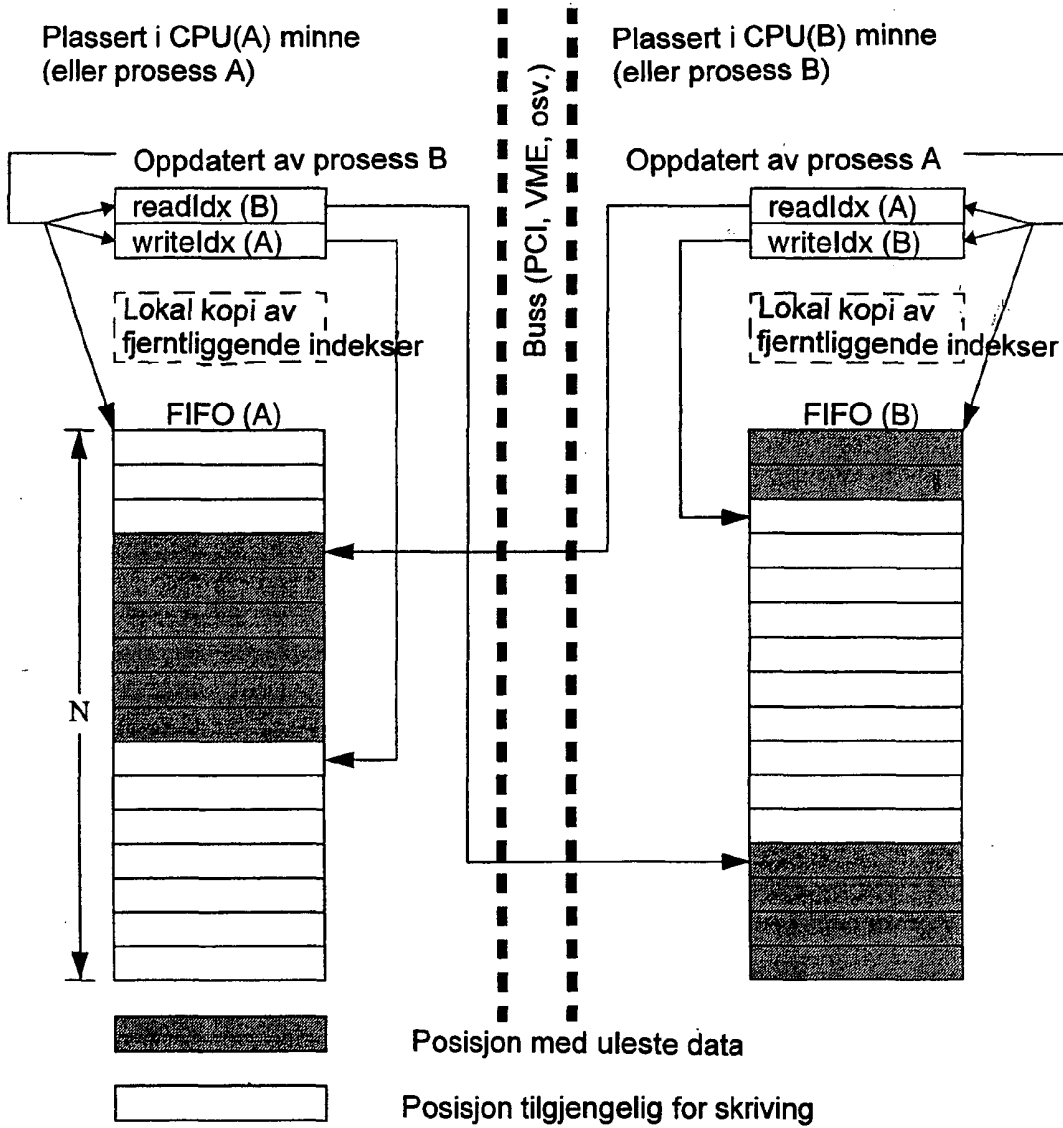 Plassert i CPU(A) minne
(eller prosess A)
Plassert i CPU(B) minne
(eller prosess B)
Buss (PCI, VME, osv.)
Oppdatert av prosess B
readIdx (B)
writeIdx (A)
Lokal kopi av
fjerntliggende indekser
FIFO (A)
N
Oppdatert av prosess A
readIdx (A)
writeIdx (B)
Lokal kopi av
fjerntliggende indekser
FIFO (B)
Posisjon med uleste data
Posisjon tilgjengelig for skriving